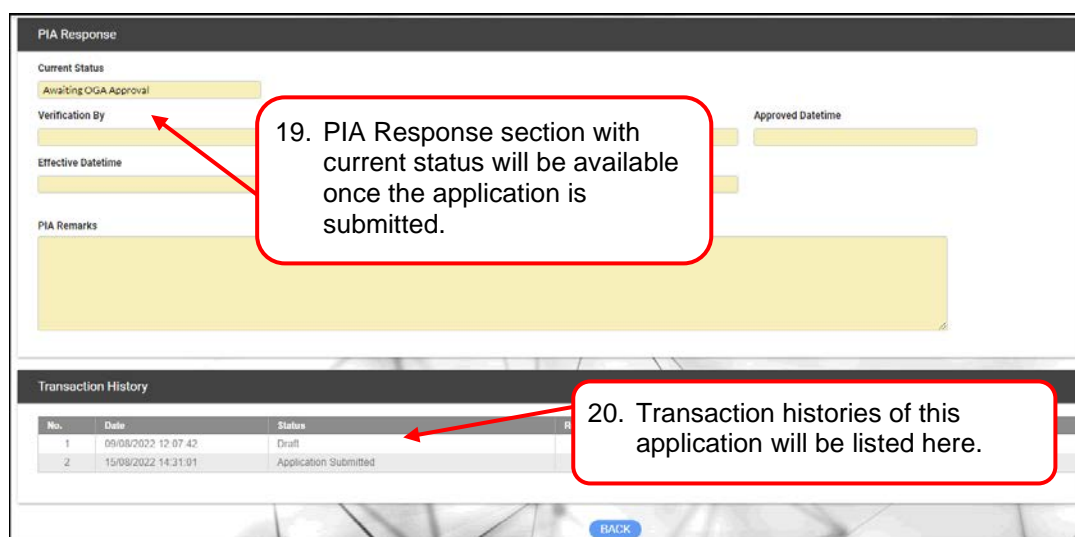 PIA Response
Current Status
Awaiting OGA Approval
Verification By
Approved Datetime
Effective Datetime
19. PIA Response section with
current status will be available
once the application is
submitted.
PIA Remarks
Transaction History
No. Date Status
1 09/08/2022 12:07:42 Draft
2 15/08/2022 14:31:01 Application Submitted
20. Transaction histories of this
application will be listed here.
BACK